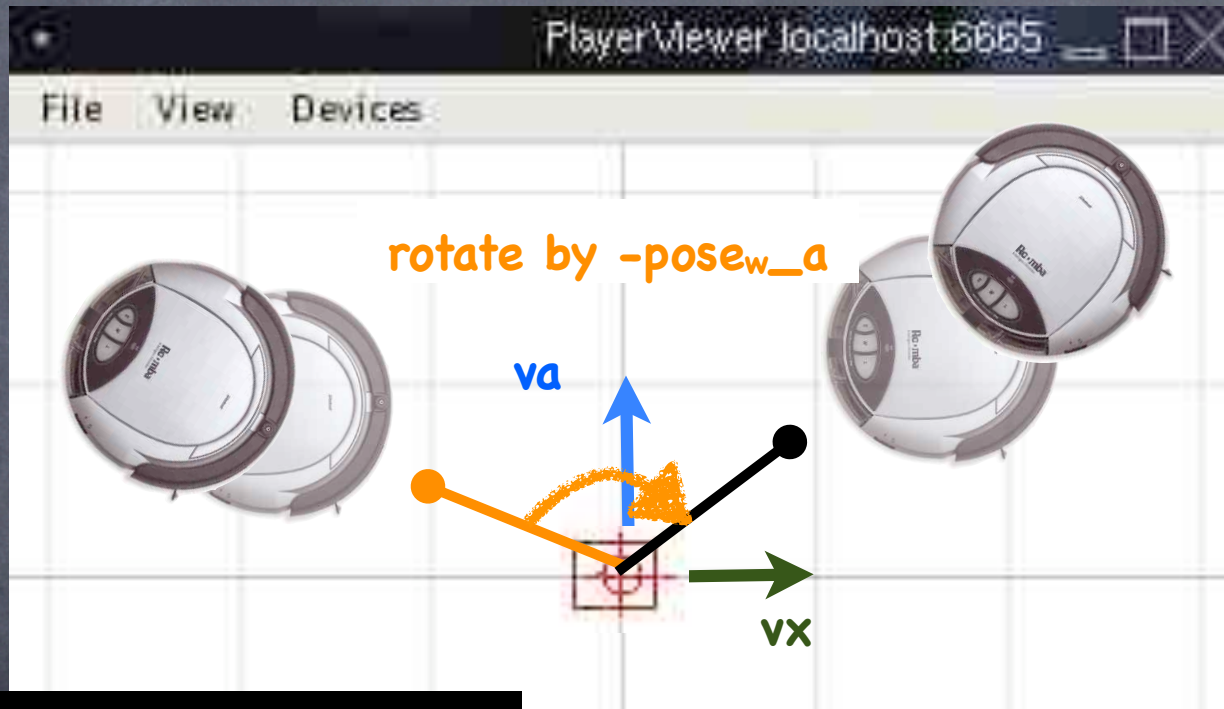 PlayerViewer localhost:6665
File View Devices
rotate by -posew_a
va
vx